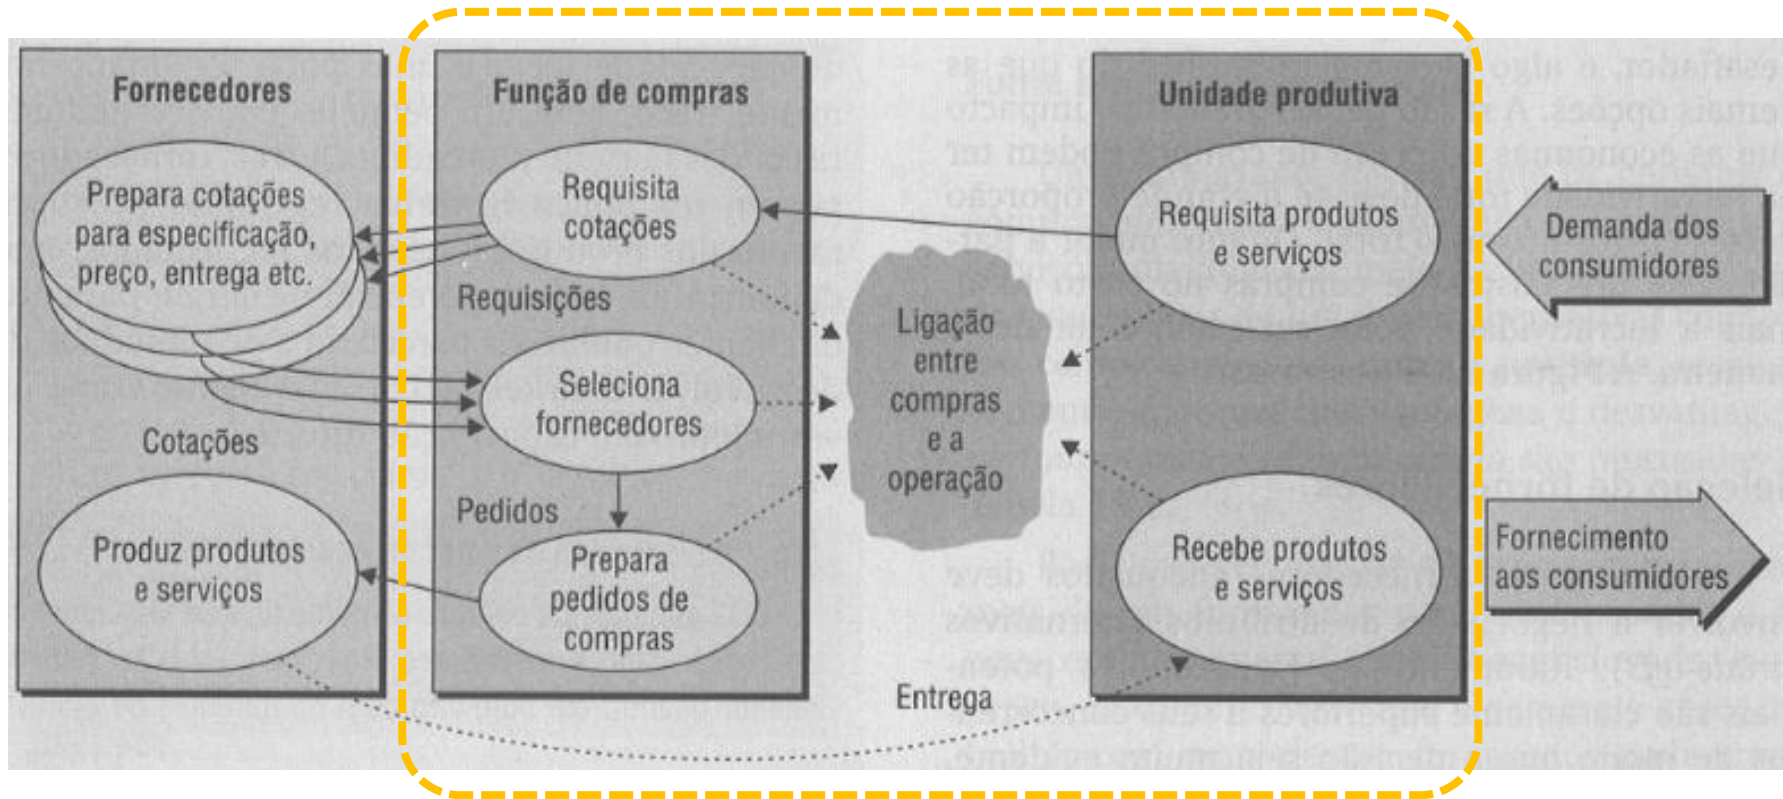 Fornecedores
Prepara cotações
para especificação,
preço, entrega etc.
Cotações
Produz produtos
e serviços
Função de compras
Requisita
cotações
Requisições
Seleciona
fornecedores
Pedidos
Prepara
pedidos de
compras
Ligação
entre
compras
e a
operação
Entrega
Unidade produtiva
Requisita produtos
e serviços
Recebe produtos
e serviços
Demanda dos
consumidores
Fornecimento
aos consumidores